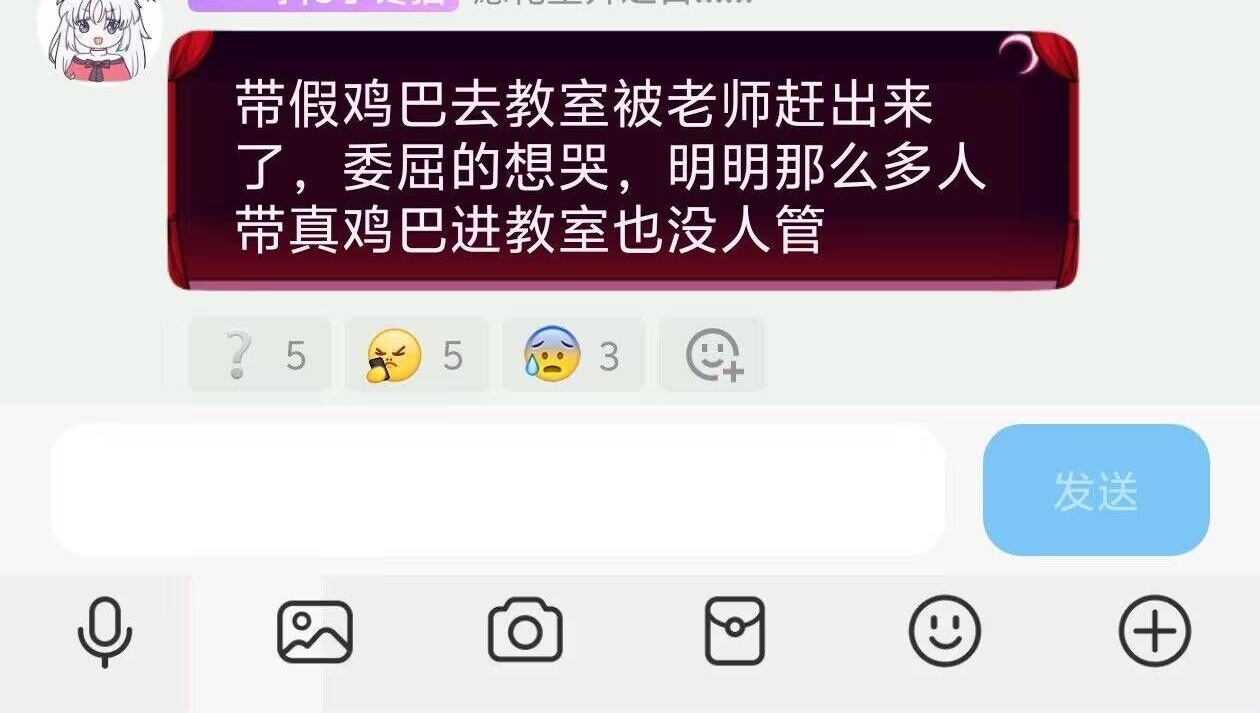 带假鸡巴去教室被老师赶出来
了，委屈的想哭，明明那么多人
带真鸡巴进教室也没人管
❔ 5 5 3
发送